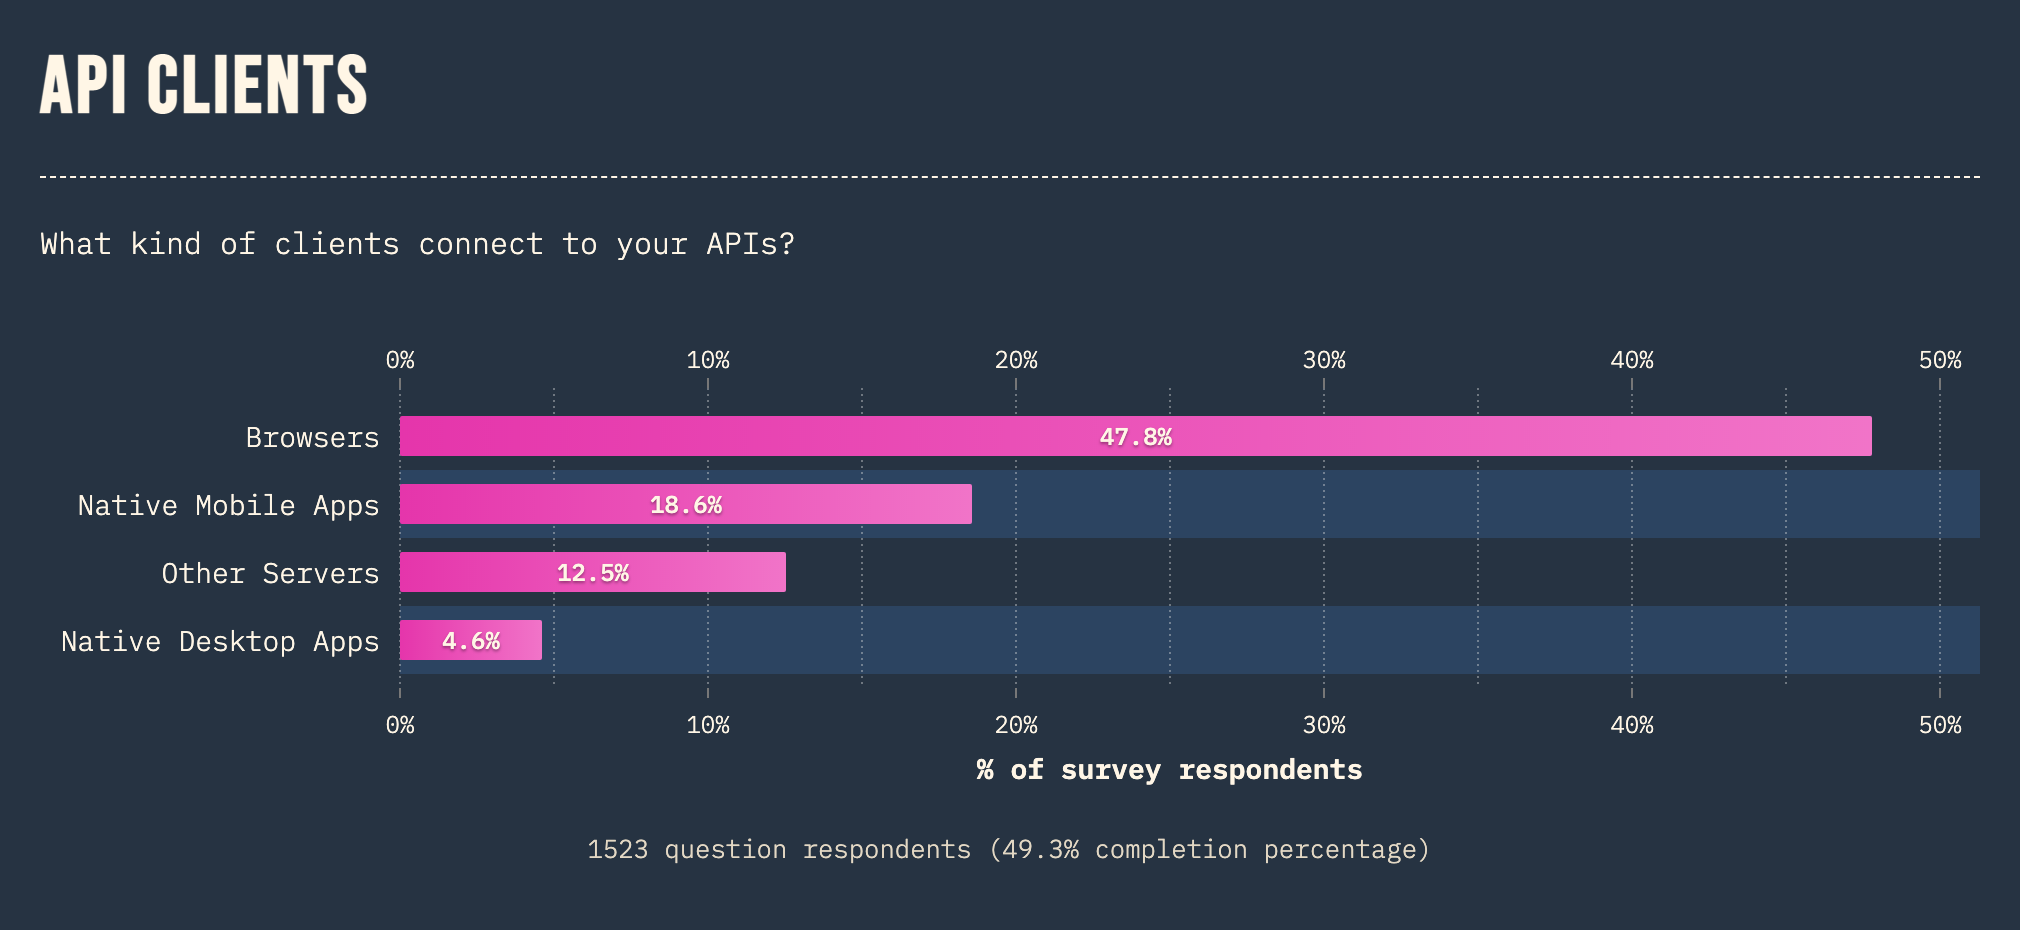 API CLIENTS
What kind of clients connect to your APIs?
0% 10% 20% 30% 40% 50%
Browsers 47.8%
Native Mobile Apps 18.6%
Other Servers 12.5%
Native Desktop Apps 4.6%
0% 10% 20% 30% 40% 50%
% of survey respondents
1523 question respondents (49.3% completion percentage)